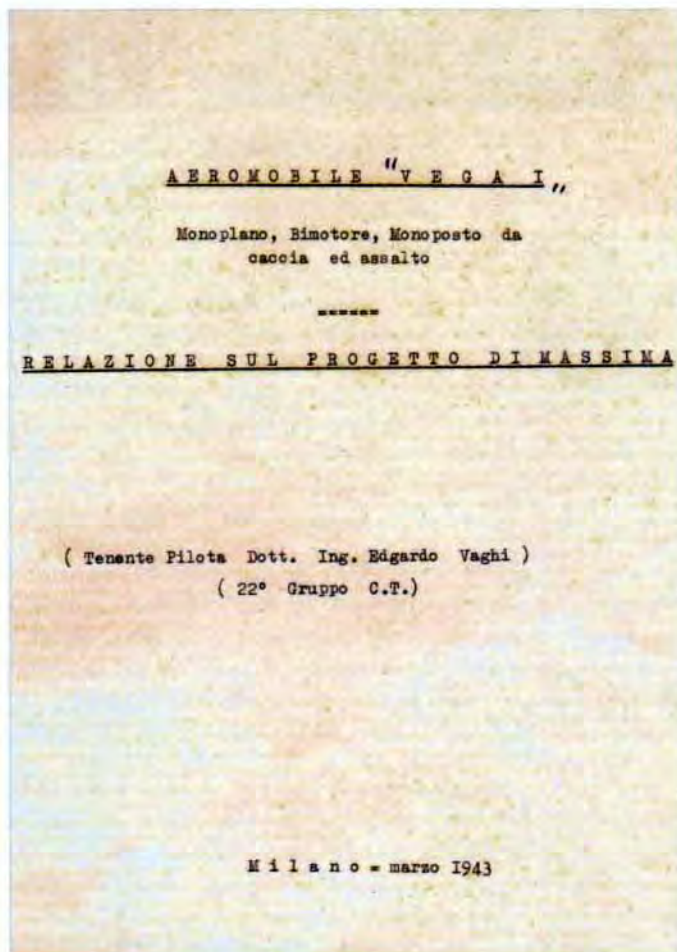 AEROMOBILE "VEGA I„
Monoplano, Bimotore, Monoposto da
caccia ed assalto
======
RELAZIONE SUL PROGETTO DI MASSIMA
( Tenente Pilota Dott. Ing. Edgardo Vaghi )
( 22° Gruppo C.T.)
Milano = marzo 1943